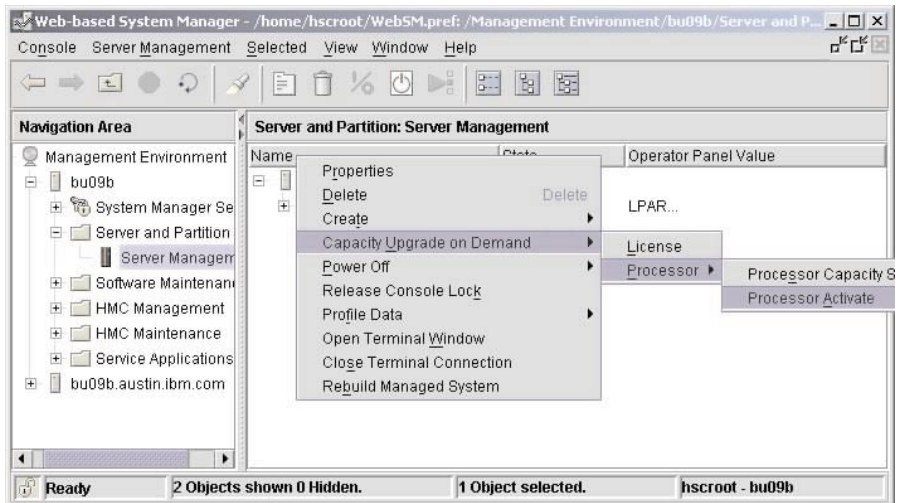 Web-based System Manager - /home/hscroot/WebSM.pref: /Management Environment/bu09b/Server and P...
Console Server Management Selected View Window Help
Navigation Area
Server and Partition: Server Management
Management Environment
bu09b
System Manager Se
Server and Partition
Server Managem
Software Maintenan
HMC Management
HMC Maintenance
Service Applications
bu09b.austin.ibm.com
Name State Operator Panel Value
LPAR...
Properties
Delete Delete
Create
Capacity Upgrade on Demand
Power Off
Release Console Lock
Profile Data
Open Terminal Window
Close Terminal Connection
Rebuild Managed System
License
Processor
Processor Capacity S
Processor Activate
Ready 2 Objects shown 0 Hidden. 1 Object selected. hscroot - bu09b